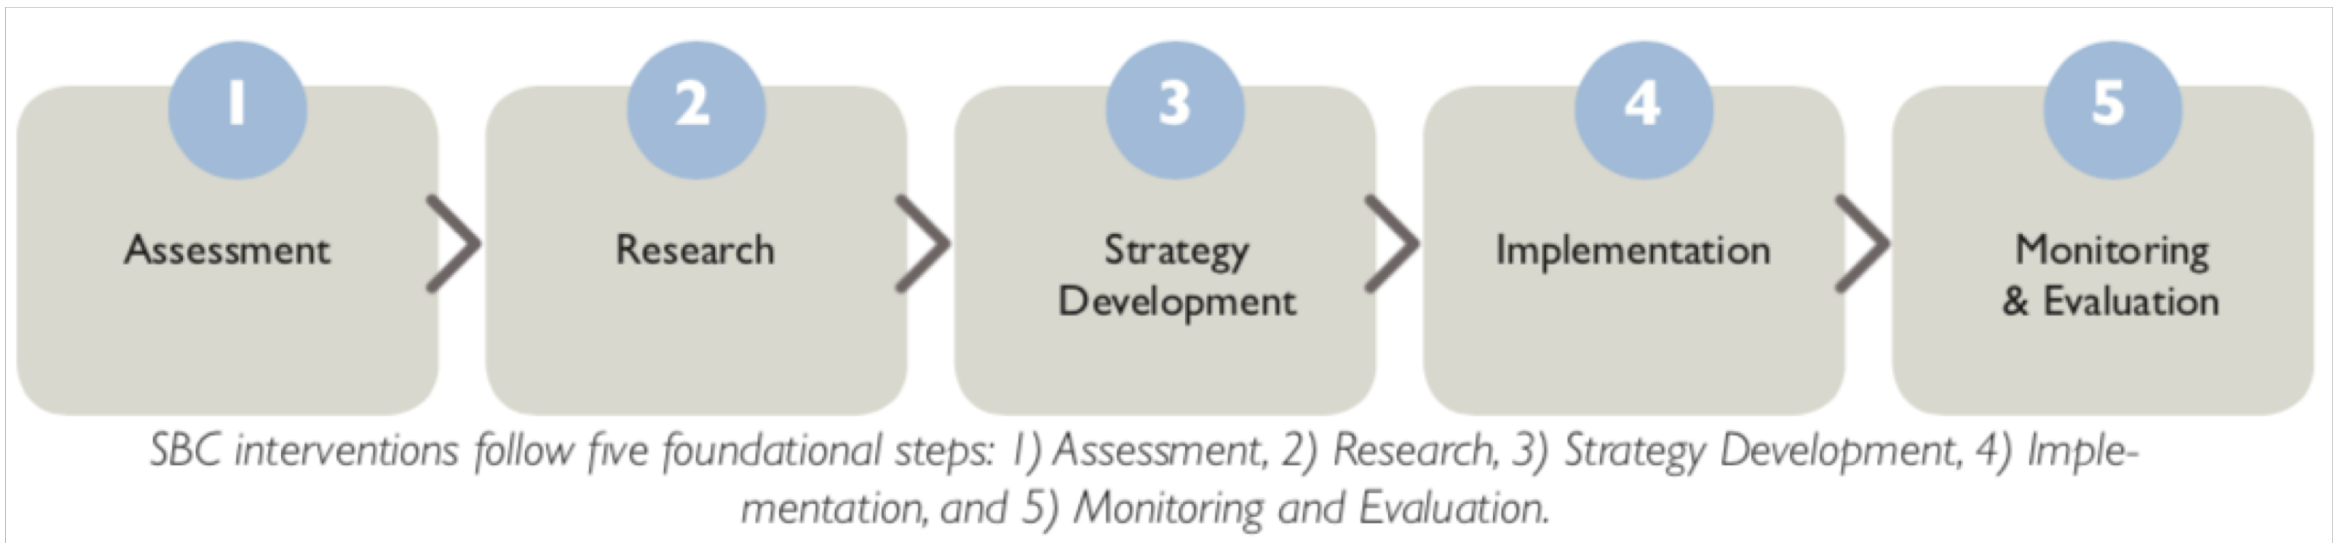 1
Assessment
2
Research
3
Strategy
Development
4
Implementation
5
Monitoring
& Evaluation
SBC interventions follow five foundational steps: 1) Assessment, 2) Research, 3) Strategy Development, 4) Imple-
mentation, and 5) Monitoring and Evaluation.